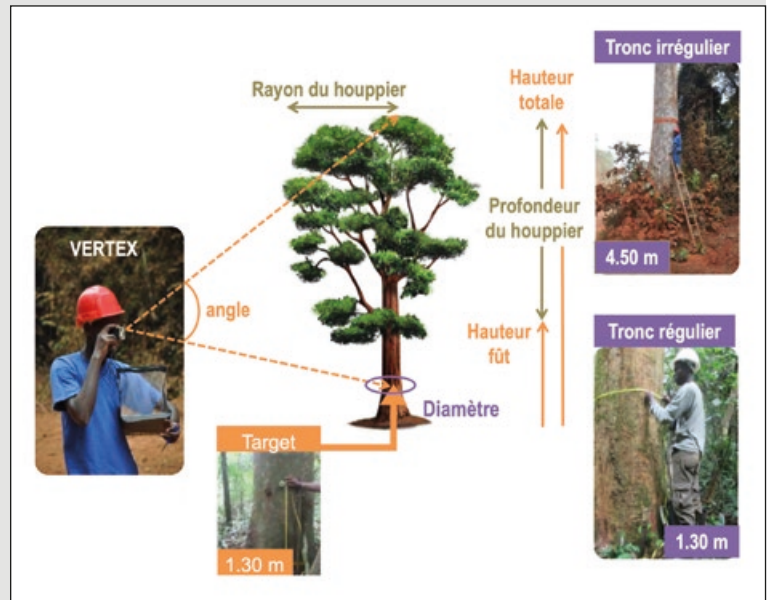 Tronc irrégulier
Hauteur
totale
Rayon du houppier
Profondeur
du houppier
4.50 m
VERTEX
angle
Tronc régulier
Hauteur
fût
Diamètre
Target
1.30 m
1.30 m